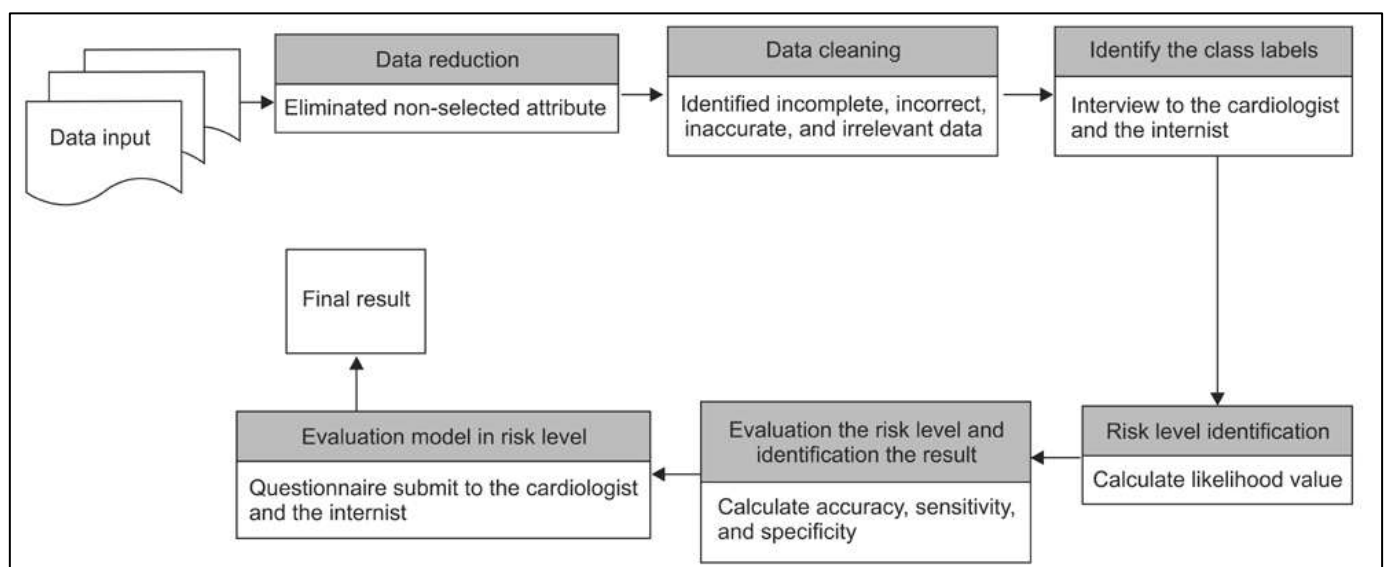 Data input
Data reduction
Eliminated non-selected attribute
Data cleaning
Identified incomplete, incorrect,
inaccurate, and irrelevant data
Identify the class labels
Interview to the cardiologist
and the internist
Risk level identification
Calculate likelihood value
Evaluation the risk level and
identification the result
Calculate accuracy, sensitivity,
and specificity
Evaluation model in risk level
Questionnaire submit to the cardiologist
and the internist
Final result